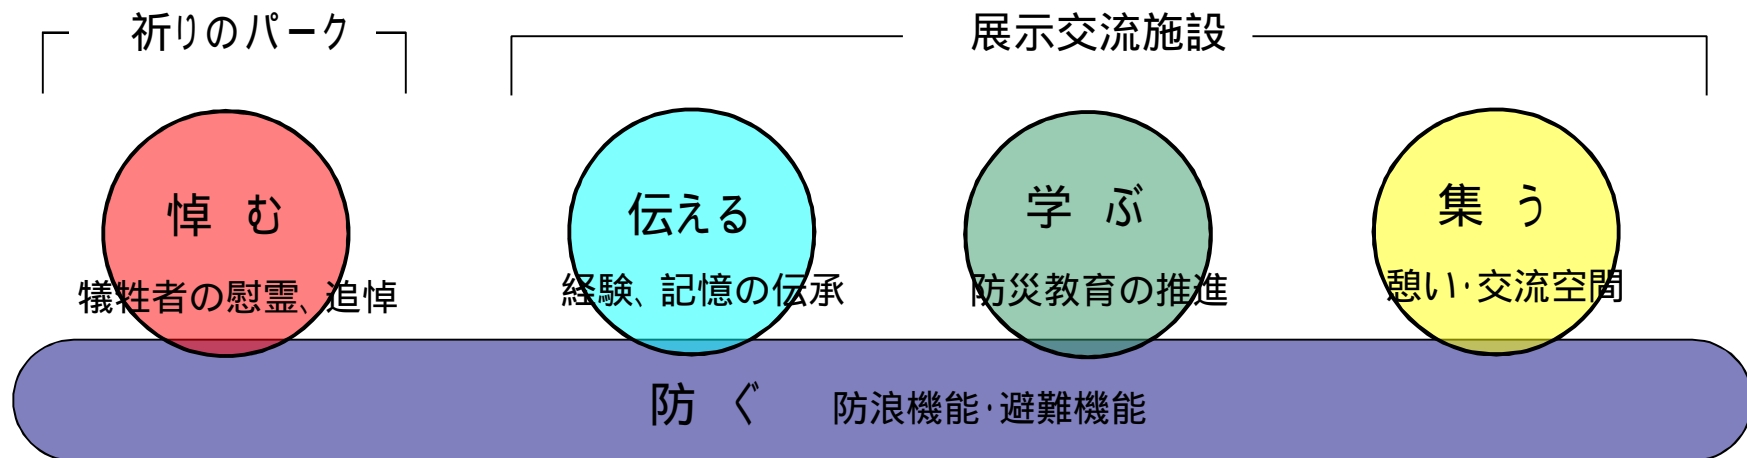 祈りのパーク
展示交流施設
悼む
犠牲者の慰霊、追悼
伝える
経験、記憶の伝承
学ぶ
防災教育の推進
集う
憩い・交流空間
防ぐ 防浪機能・避難機能